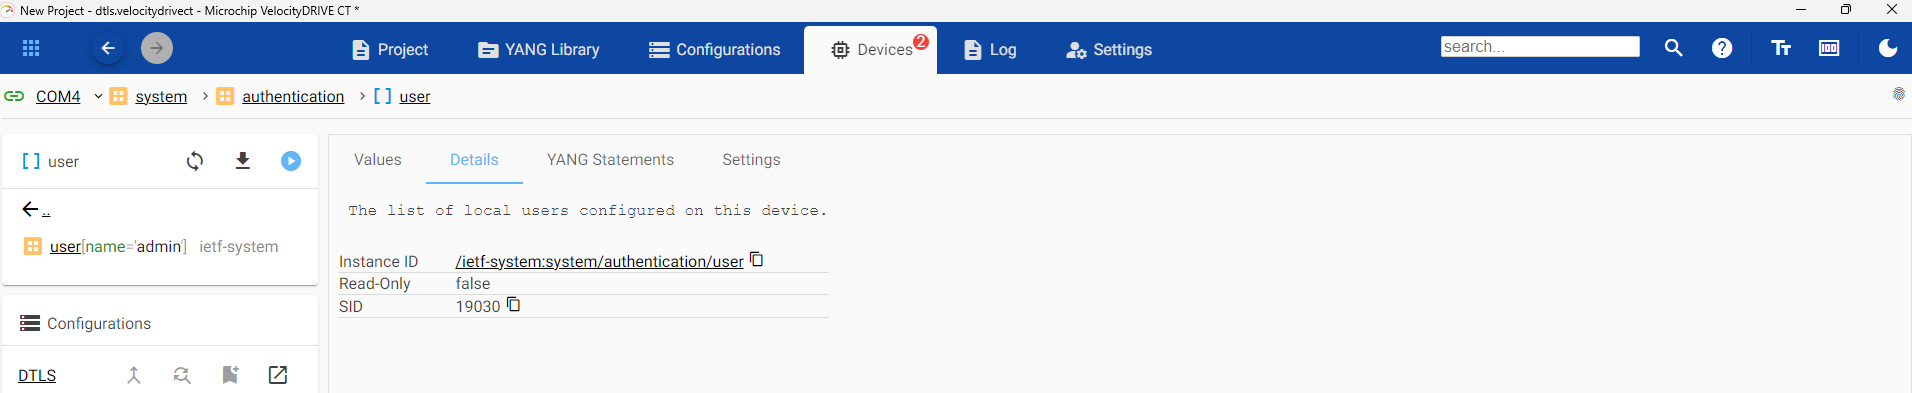 New Project - dtls.velocitydrivect - Microchip VelocityDRIVE CT *
Project YANG Library Configurations Devices 2 Log Settings search...
COM4 system > authentication > [ ] user
[ ] user
Values Details YANG Statements Settings
..
The list of local users configured on this device.
user[name='admin'] ietf-system
Instance ID /ietf-system:system/authentication/user
Read-Only false
SID 19030
Configurations
DTLS